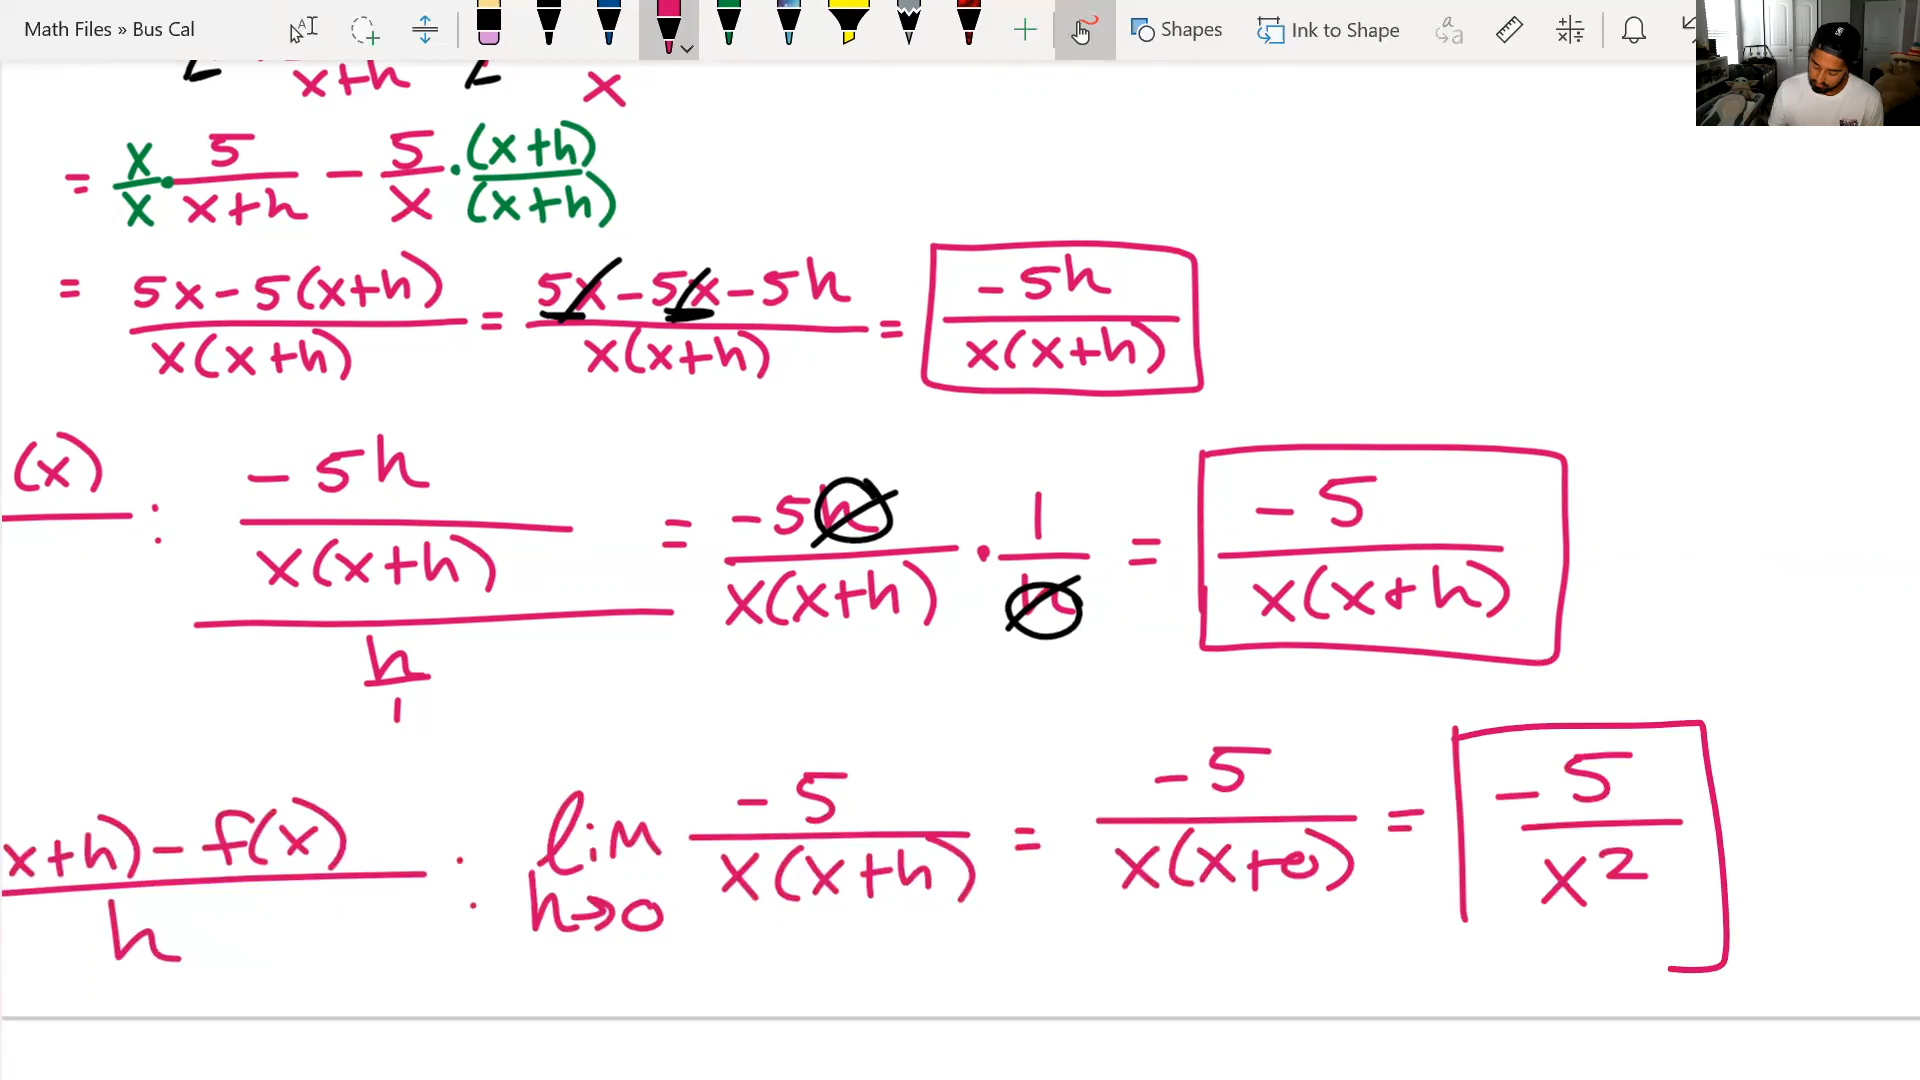 Math Files » Bus Cal
Shapes
Ink to Shape
x+h x
= x/x · 5/(x+h) - 5/x · (x+h)/(x+h)
= (5x-5(x+h))/(x(x+h)) = (5x-5x-5h)/(x(x+h)) = -5h/(x(x+h))
(x) : (-5h/(x(x+h)))/(h/1) = -5h/(x(x+h)) · 1/h = -5/(x(x+h))
x+h)-f(x)/h : lim h→0 -5/(x(x+h)) = -5/(x(x+0)) = -5/x²